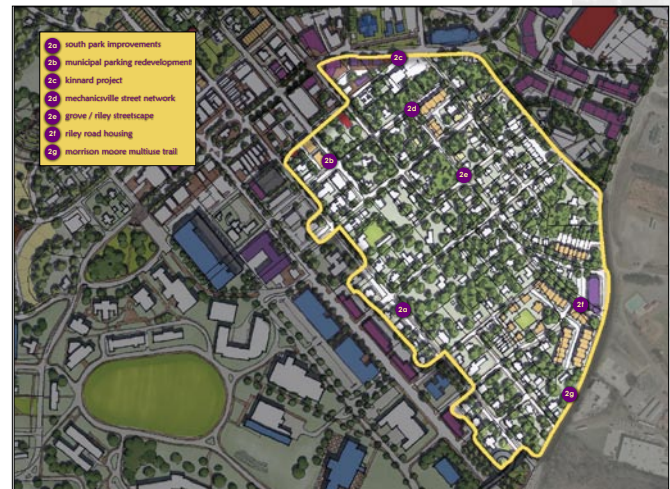 2a south park improvements
2b municipal parking redevelopment
2c kinnard project
2d mechanicville street network
2e grove / riley streetscape
2f riley road housing
2g morrison moore multiuse trail
2c
2d
2b
2e
2a
2f
2g